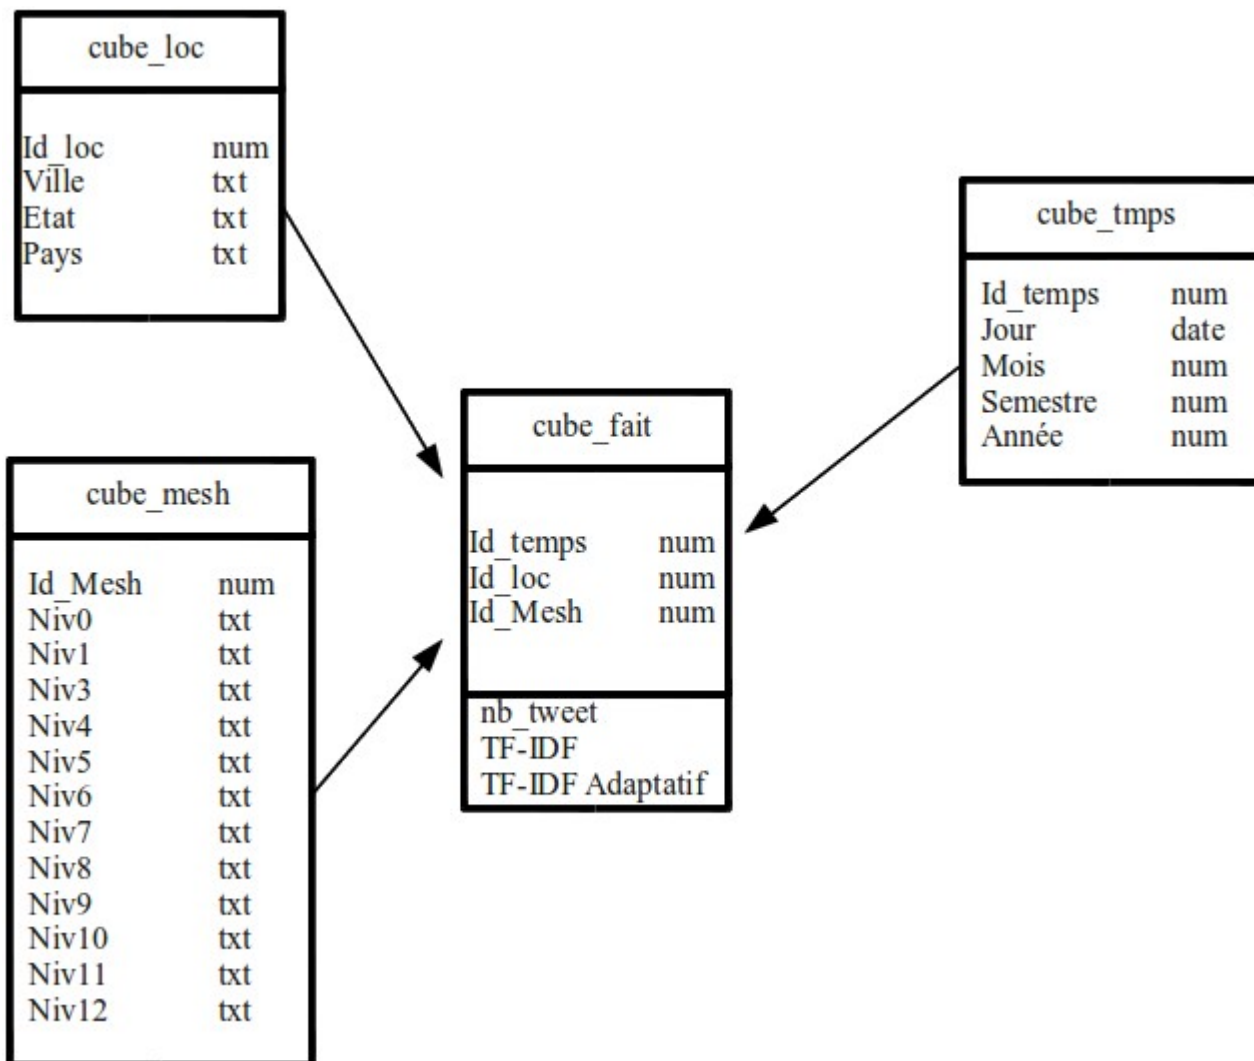 cube_loc
Id_loc num
Ville txt
Etat txt
Pays txt
cube_tmps
Id_temps num
Jour date
Mois num
Semestre num
Année num
cube_fait
Id_temps num
Id_loc num
Id_Mesh num
nb_tweet
TF-IDF
TF-IDF Adaptatif
cube_mesh
Id_Mesh num
Niv0 txt
Niv1 txt
Niv3 txt
Niv4 txt
Niv5 txt
Niv6 txt
Niv7 txt
Niv8 txt
Niv9 txt
Niv10 txt
Niv11 txt
Niv12 txt